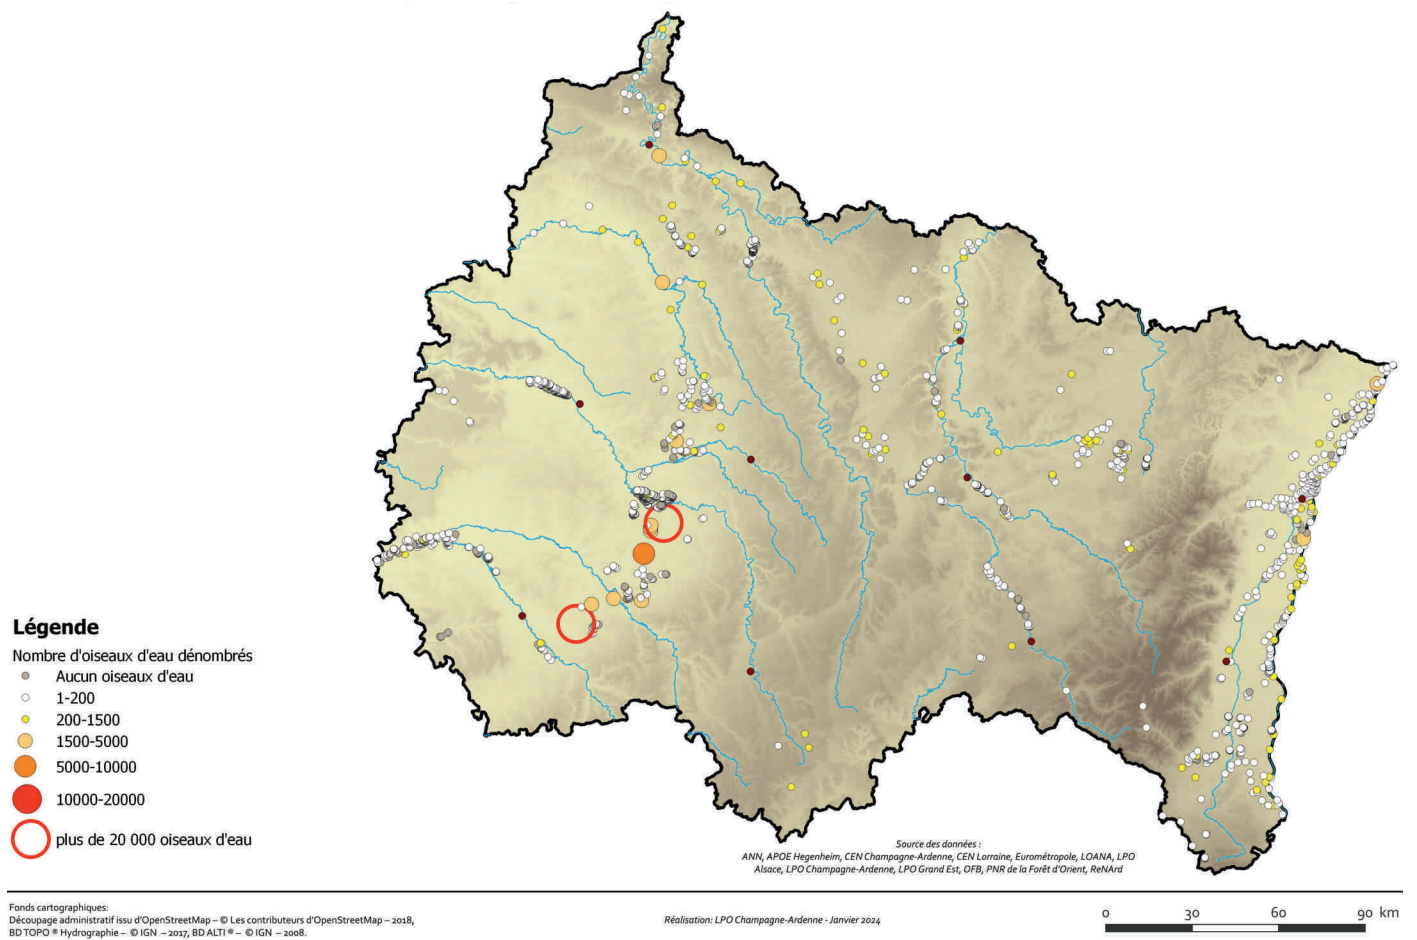 Légende
Nombre d'oiseaux d'eau dénombrés
Aucun oiseaux d'eau
1-200
200-1500
1500-5000
5000-10000
10000-20000
plus de 20 000 oiseaux d'eau
Source des données :
ANN, APOE Hegenheim, CEN Champagne-Ardenne, CEN Lorraine, Eurométropole, LOANA, LPO
Alsace, LPO Champagne-Ardenne, LPO Grand Est, OFB, PNR de la Forêt d'Orient, ReNArd
Fonds cartographiques:
Découpage administratif issu d'OpenStreetMap – © Les contributeurs d'OpenStreetMap – 2018,
BD TOPO ® Hydrographie – © IGN – 2017, BD ALTI ® – © IGN – 2008.
Réalisation: LPO Champagne-Ardenne - Janvier 2024
0 30 60 90 km